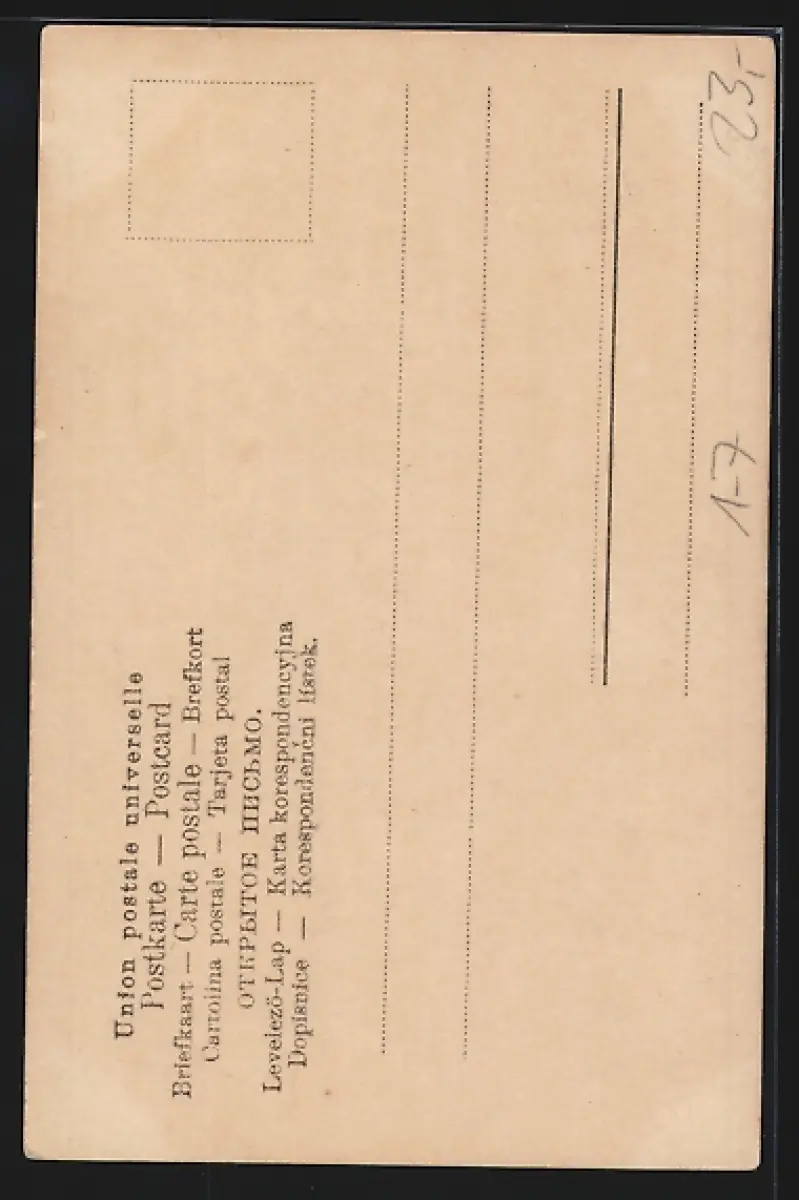 Union postale universelle
Postkarte — Postcard
Briefkaart — Carte postale — Brefkort
Cartolina postale — Tarjeta postal
ОТКРЫТОЕ ПИСЬМО.
Levelező-Lap — Karta korespondencyjna
Dopisnice — Korespondenční lístek.
23,-
1-7